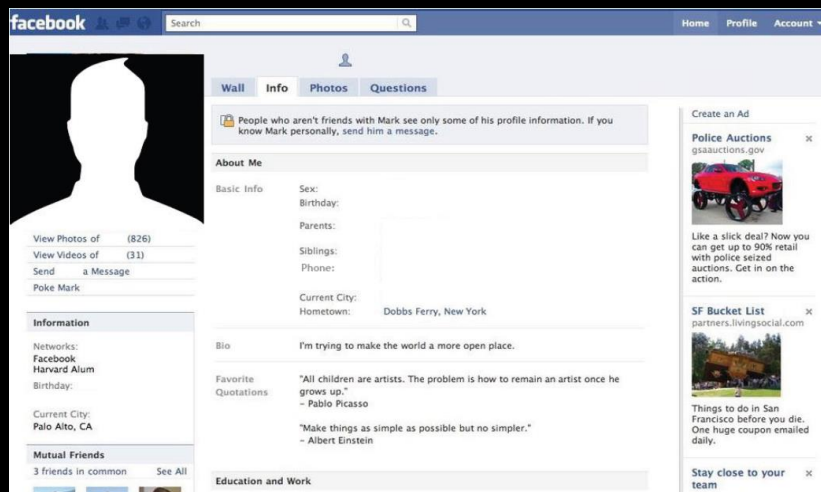 facebook
Search
Home Profile Account
Wall Info Photos Questions
People who aren't friends with Mark see only some of his profile information. If you
know Mark personally, send him a message.
About Me
Basic Info
Sex:
Birthday:
Parents:
Siblings:
Phone:
Current City:
Hometown: Dobbs Ferry, New York
Bio
I'm trying to make the world a more open place.
Favorite
Quotations
"All children are artists. The problem is how to remain an artist once he
grows up."
– Pablo Picasso
"Make things as simple as possible but no simpler."
– Albert Einstein
Education and Work
View Photos of (826)
View Videos of (31)
Send a Message
Poke Mark
Information
Networks:
Facebook
Harvard Alum
Birthday:
Current City:
Palo Alto, CA
Mutual Friends
3 friends in common See All
Create an Ad
Police Auctions
gsaauctions.gov
Like a slick deal? Now you
can get up to 90% retail
with police seized
auctions. Get in on the
action.
SF Bucket List
partners.livingsocial.com
Things to do in San
Francisco before you die.
One huge coupon emailed
daily.
Stay close to your
team